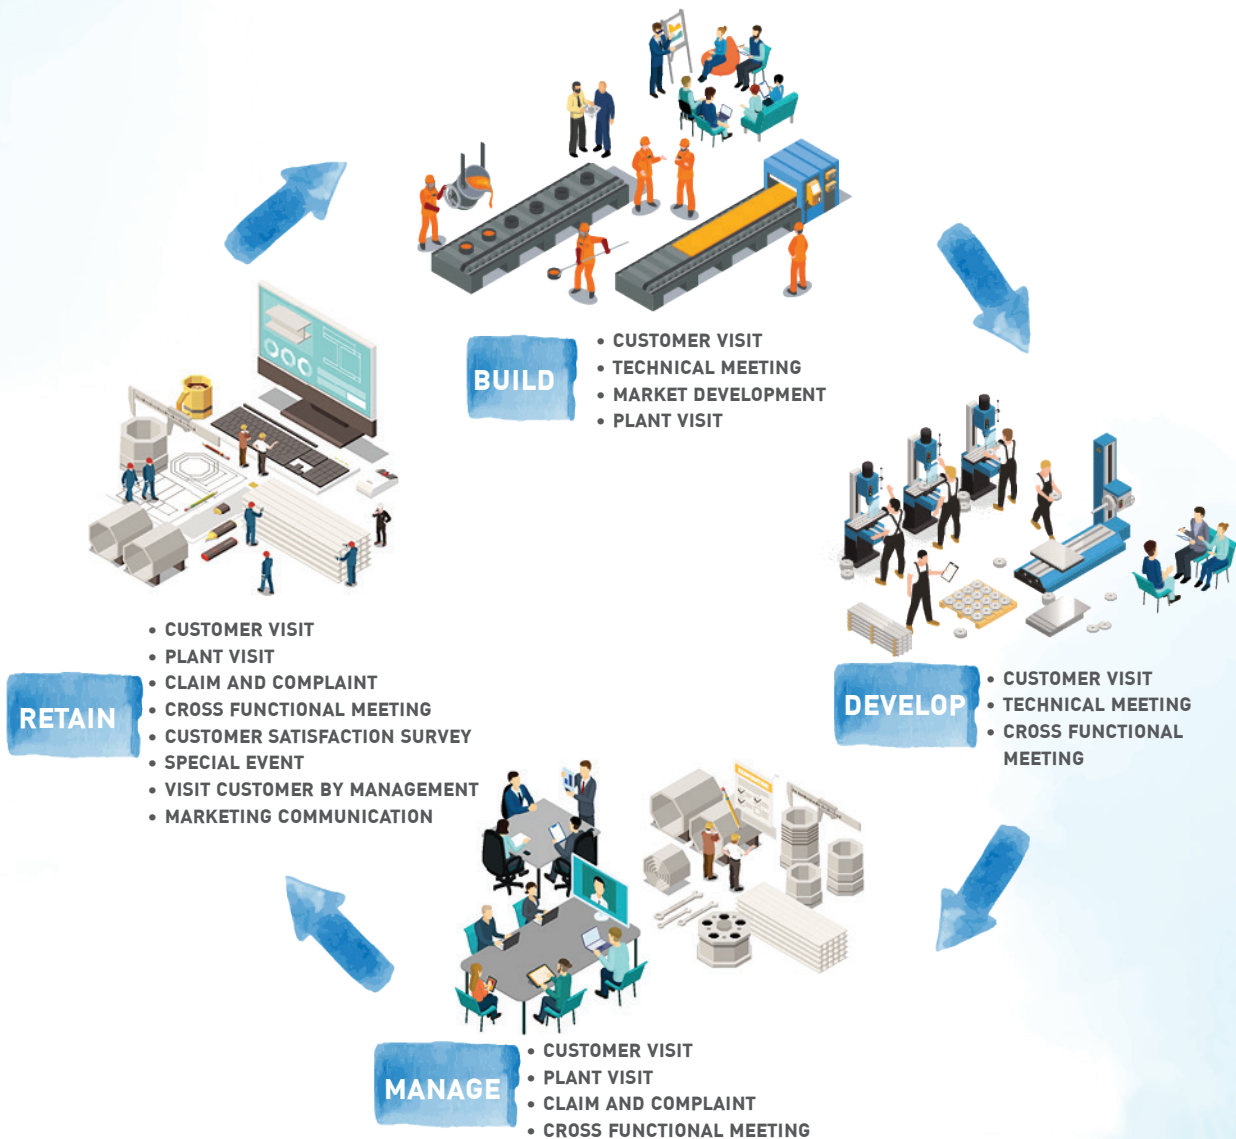 BUILD
• CUSTOMER VISIT
• TECHNICAL MEETING
• MARKET DEVELOPMENT
• PLANT VISIT
DEVELOP
• CUSTOMER VISIT
• TECHNICAL MEETING
• CROSS FUNCTIONAL
MEETING
MANAGE
• CUSTOMER VISIT
• PLANT VISIT
• CLAIM AND COMPLAINT
• CROSS FUNCTIONAL MEETING
RETAIN
• CUSTOMER VISIT
• PLANT VISIT
• CLAIM AND COMPLAINT
• CROSS FUNCTIONAL MEETING
• CUSTOMER SATISFACTION SURVEY
• SPECIAL EVENT
• VISIT CUSTOMER BY MANAGEMENT
• MARKETING COMMUNICATION